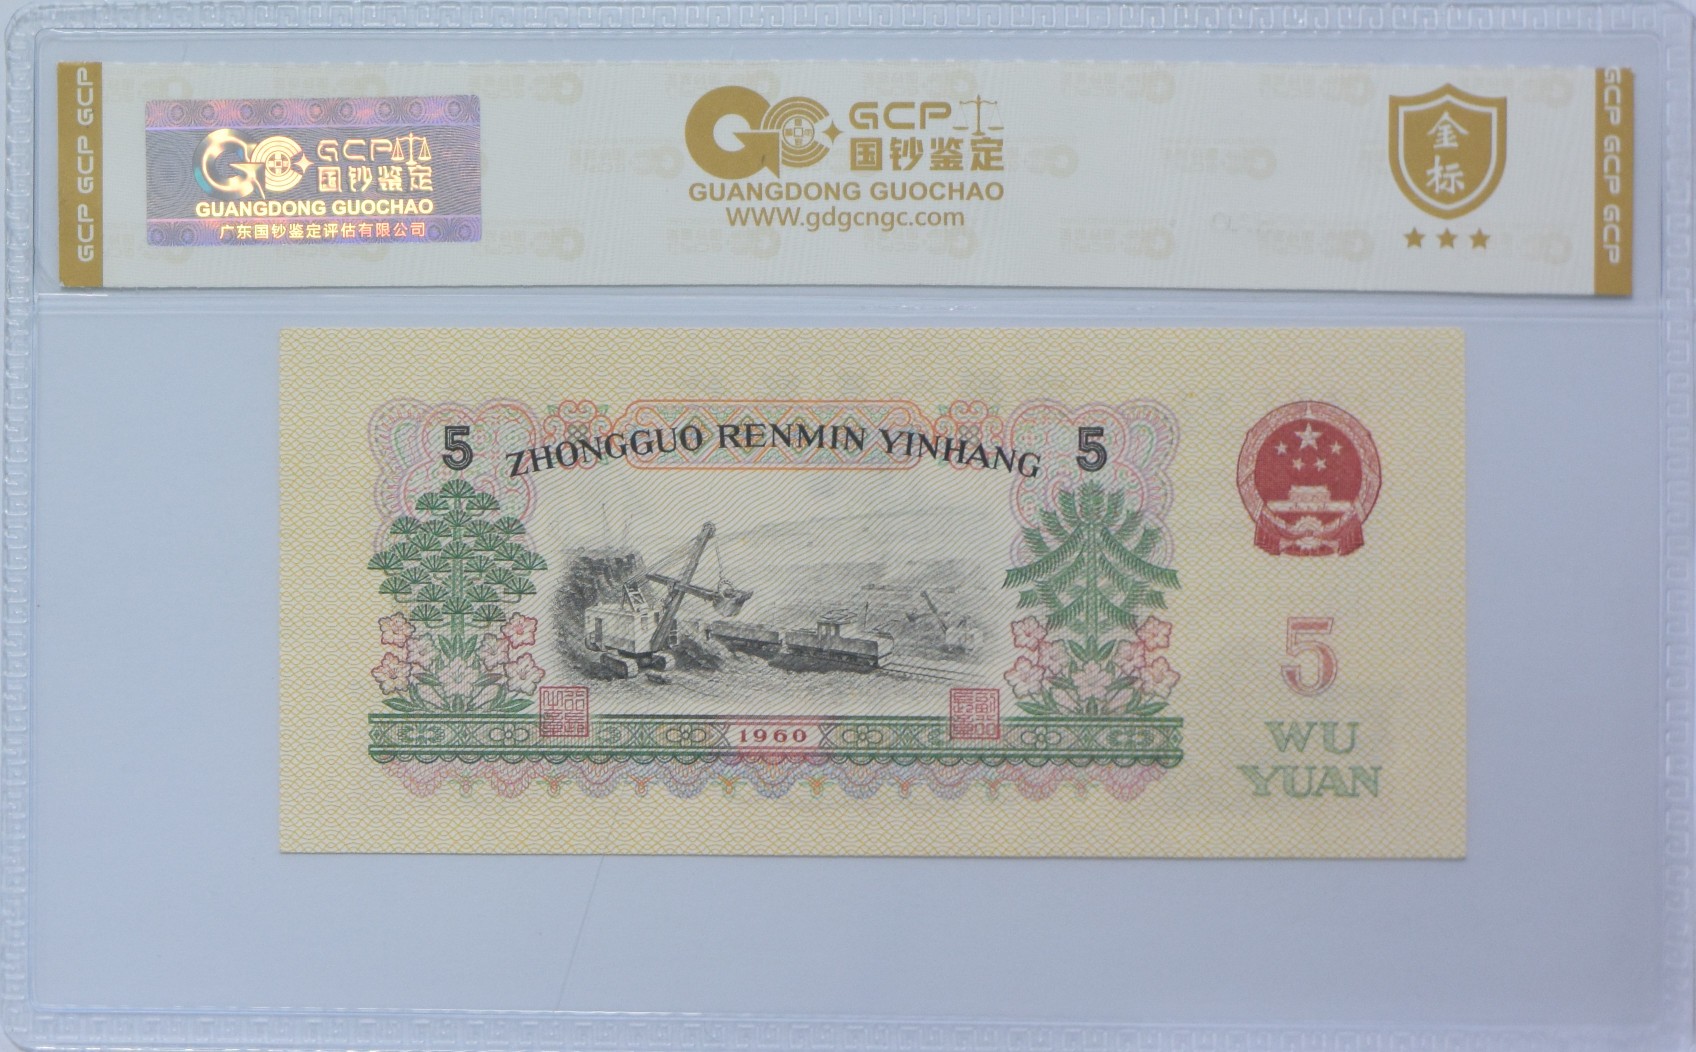 GCP GCP GCP
GCP
国钞鉴定
GUANGDONG GUOCHAO
广东国钞鉴定评估有限公司
GCP
国钞鉴定
GUANGDONG GUOCHAO
WWW.gdgcngc.com
金
标
GCP GCP GCP
5 ZHONGGUO RENMIN YINHANG 5
1960
5
WU
YUAN